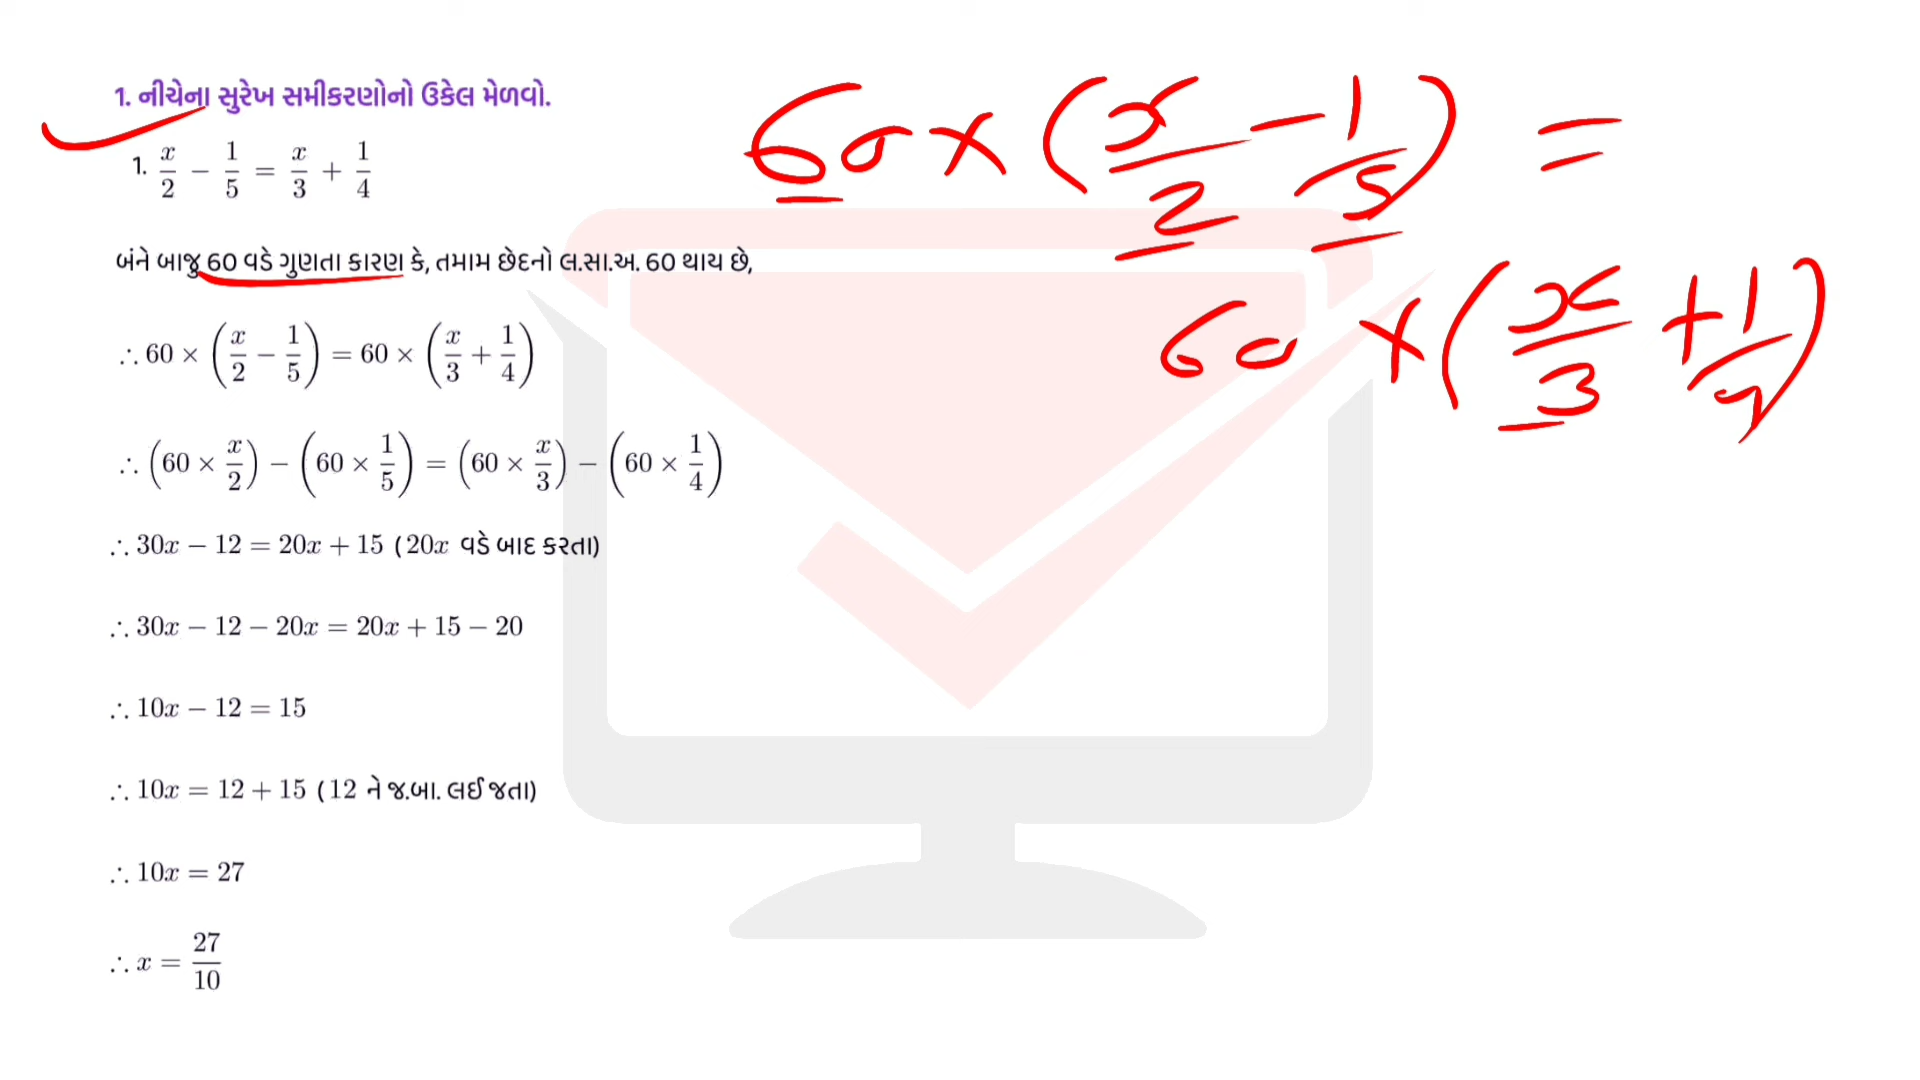 1. નીચેના સુરેખ સમીકરણોનો ઉકેલ મેળવો.
1. x/2 − 1/5 = x/3 + 1/4
બંને બાજુ 60 વડે ગુણતા કારણ કે, તમામ છેદનો લ.સા.અ. 60 થાય છે,
∴ 60 × (x/2 − 1/5) = 60 × (x/3 + 1/4)
∴ (60 × x/2) − (60 × 1/5) = (60 × x/3) − (60 × 1/4)
∴ 30x − 12 = 20x + 15 (20x વડે બાદ કરતા)
∴ 30x − 12 − 20x = 20x + 15 − 20
∴ 10x − 12 = 15
∴ 10x = 12 + 15 (12 ને જ.બા. લઈ જતા)
∴ 10x = 27
∴ x = 27/10
60 × (x/2 − 1/5) =
60 × (x/3 + 1/4)